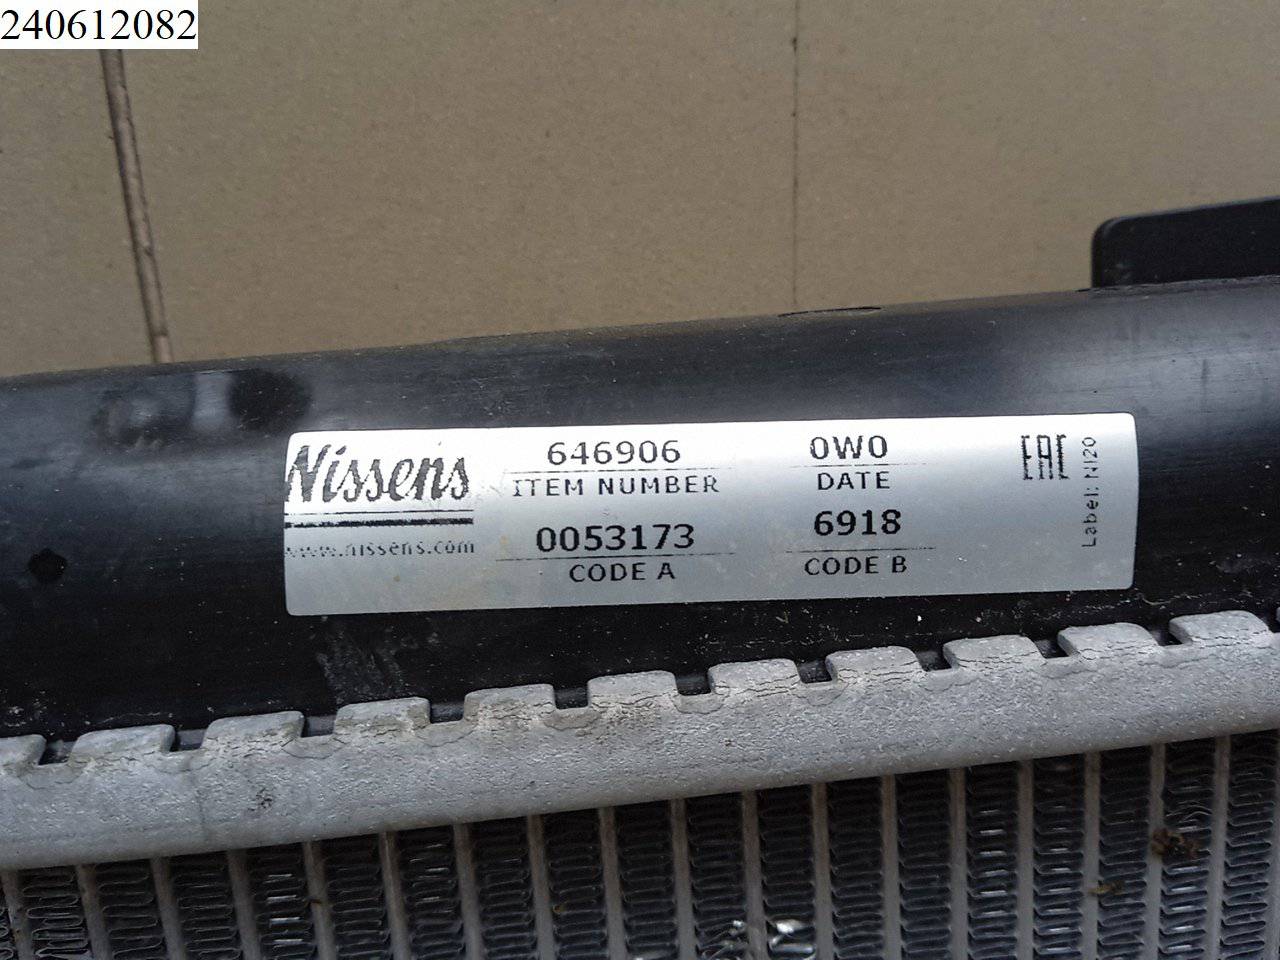 240612082
Nissens
www.nissens.com
646906
ITEM NUMBER
0053173
CODE A
0W0
DATE
6918
CODE B
EAC
Label: NI20